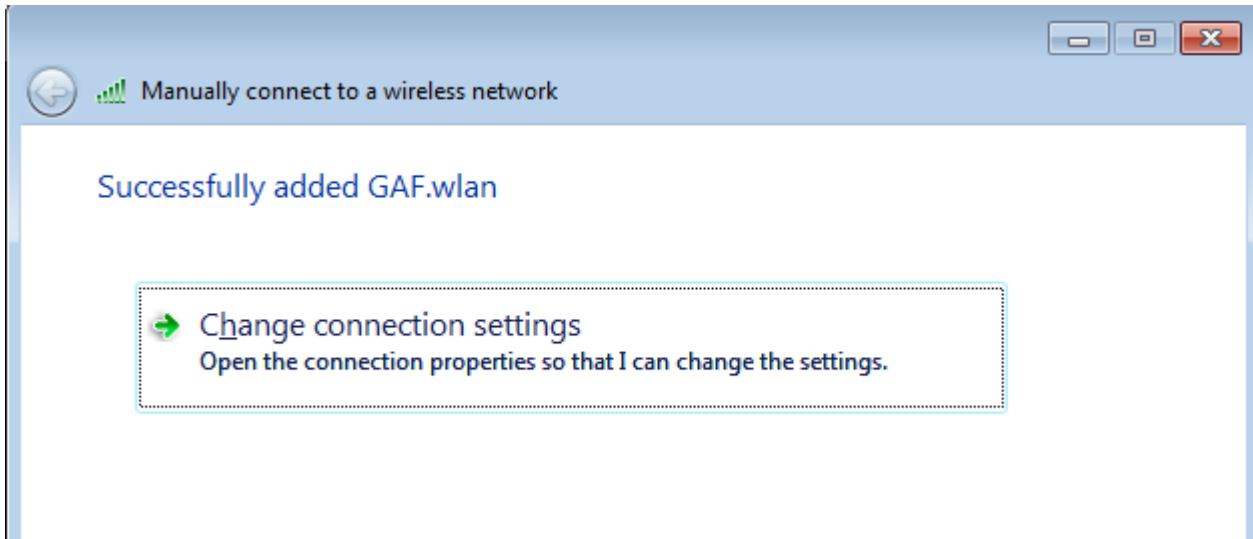 Manually connect to a wireless network
Successfully added GAF.wlan
Change connection settings
Open the connection properties so that I can change the settings.